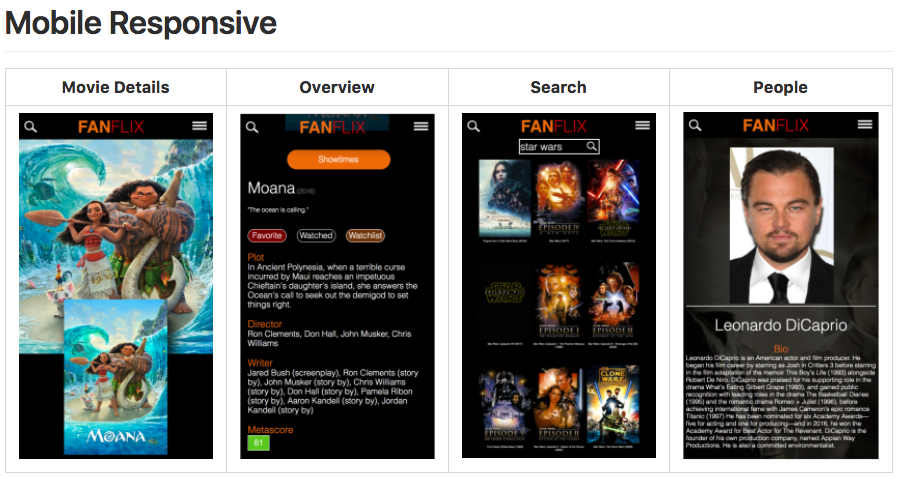 Mobile Responsive
Movie Details
Overview
Search
People
FANFLIX
MOANA
FANFLIX
Showtimes
Moana (2016)
"The ocean is calling."
Favorite
Watched
Watchlist
Plot
In Ancient Polynesia, when a terrible curse
incurred by Maui reaches an impetuous
Chieftain's daughter's island, she answers the
Ocean's call to seek out the demigod to set
things right.
Director
Ron Clements, Don Hall, John Musker, Chris
Williams
Writer
Jared Bush (screenplay), Ron Clements (story
by), John Musker (story by), Chris Williams
(story by), Don Hall (story by), Pamela Ribon
(story by), Aaron Kandell (story by), Jordan
Kandell (story by)
Metascore
81
FANFLIX
star wars
EPISODE IV
STAR WARS
EPISODE I
EPISODE II
EPISODE V
EPISODE II
CLONE WARS
FANFLIX
Leonardo DiCaprio
Bio
Leonardo DiCaprio is an American actor and film producer. He
began his film career by starring as Josh in Critters 3 before starring
in the film adaptation of the memoir This Boy's Life (1993) alongside
Robert De Niro. DiCaprio was praised for his supporting role in the
drama What's Eating Gilbert Grape (1993), and gained public
recognition with leading roles in the drama The Basketball Diaries
(1995) and the romantic drama Romeo + Juliet (1996), before
achieving international fame with James Cameron's epic romance
Titanic (1997) He has been nominated for six Academy Awards—
five for acting and one for producing—and in 2016, he won the
Academy Award for Best Actor for The Revenant. DiCaprio is the
founder of his own production company, named Appian Way
Productions. He is also a committed environmentalist.